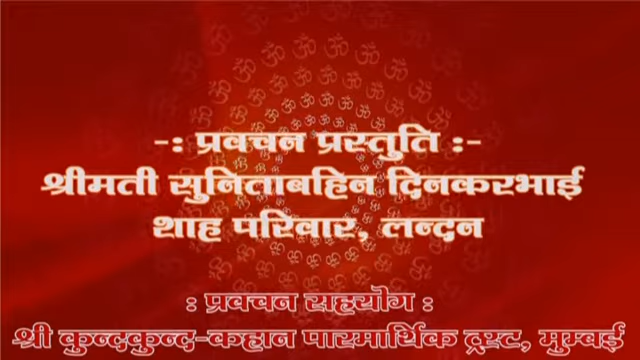 -: प्रवचन प्रस्तुति :-
श्रीमती सुनिताबहिन दिनकरभाई
शाह परिवार, लन्दन
: प्रवचन सहयोग :
श्री कुन्दकुन्द-कहान पारमार्थिक ट्रस्ट, मुम्बई